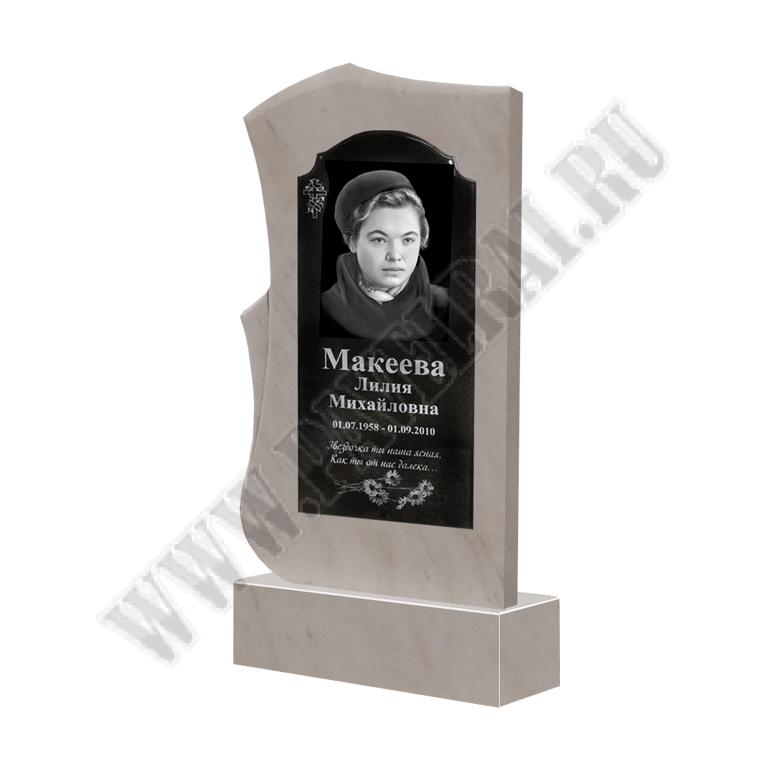 Макеева
Лилия
Михайловна
01.07.1958 - 01.09.2010
Звездочка ты наша ясная,
Как ты от нас далека...